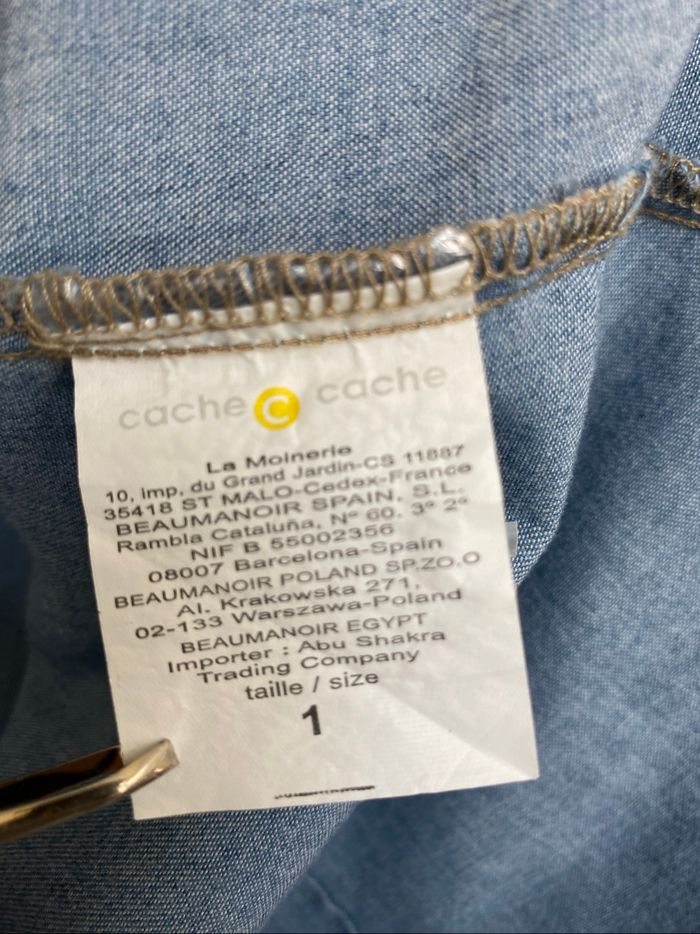 cache C cache
La Moinerie
10, imp. du Grand Jardin-CS 11887
35418 ST MALO-Cedex-France
BEAUMANOIR SPAIN, S.L.
Rambla Cataluña, Nº 60. 3º 2ª
NIF B 55002356
08007 Barcelona-Spain
BEAUMANOIR POLAND SP.ZO.O
Al. Krakowska 271,
02-133 Warszawa-Poland
BEAUMANOIR EGYPT
Importer : Abu Shakra
Trading Company
taille / size
1